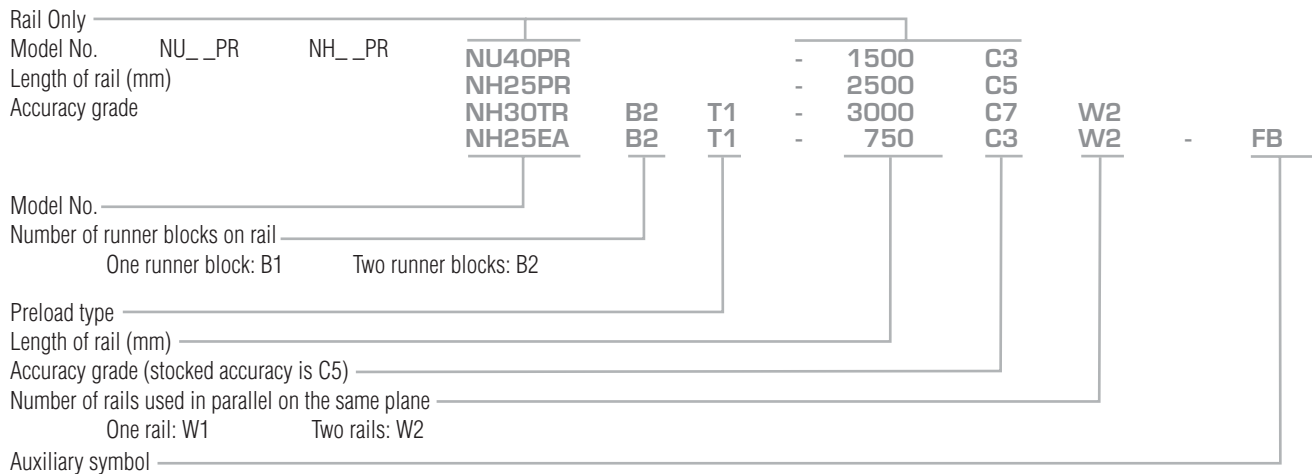 Rail Only
Model No. NU_ _PR NH_ _PR
Length of rail (mm)
Accuracy grade
NU40PR - 1500 C3
NH25PR - 2500 C5
NH30TR B2 T1 - 3000 C7 W2
NH25EA B2 T1 - 750 C3 W2 - FB
Model No.
Number of runner blocks on rail
One runner block: B1 Two runner blocks: B2
Preload type
Length of rail (mm)
Accuracy grade (stocked accuracy is C5)
Number of rails used in parallel on the same plane
One rail: W1 Two rails: W2
Auxiliary symbol